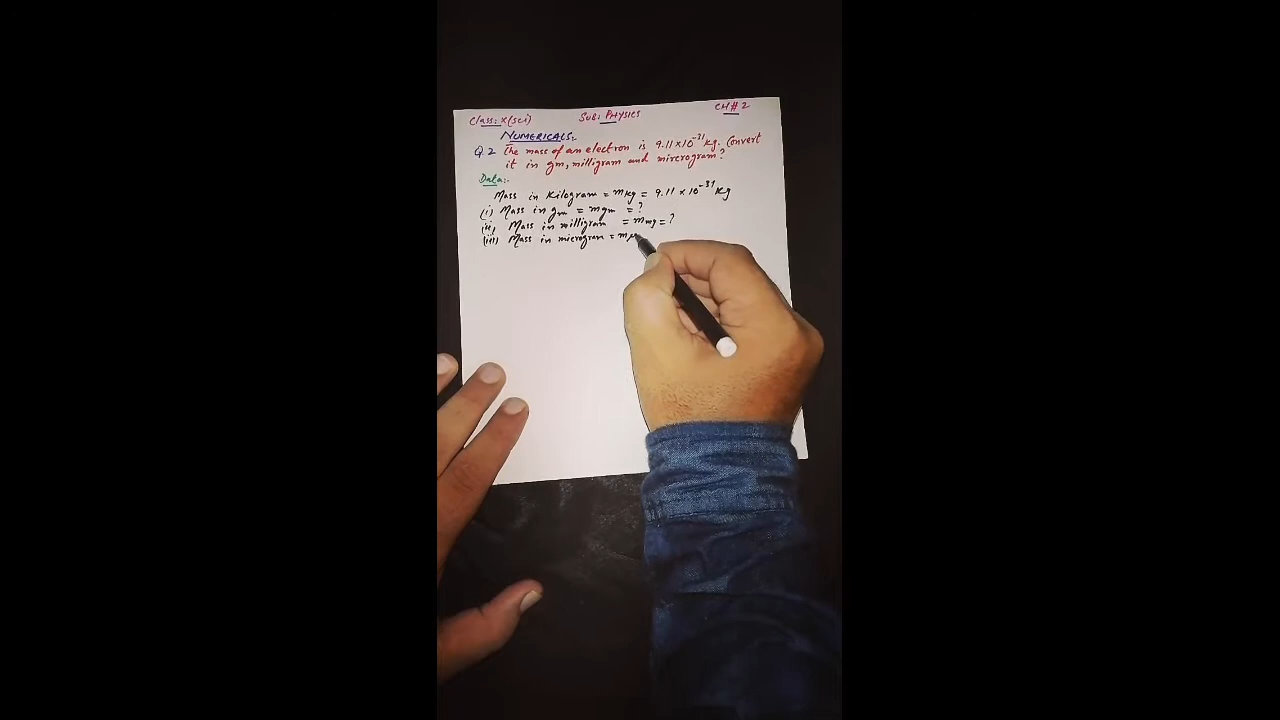 Class: X(sci) SUB: PHYSICS CH# 2
NUMERICALS:
Q.2 The mass of an electron is 9.11×10⁻³¹ kg. Convert
it in gm, milligram and mircrogram?
Data:-
Mass in Kilogram = mkg = 9.11 × 10⁻³¹ Kg
(i) Mass in gm = mgm = ?
(ii) Mass in milligram = mmg = ?
(iii) Mass in microgram = mμ